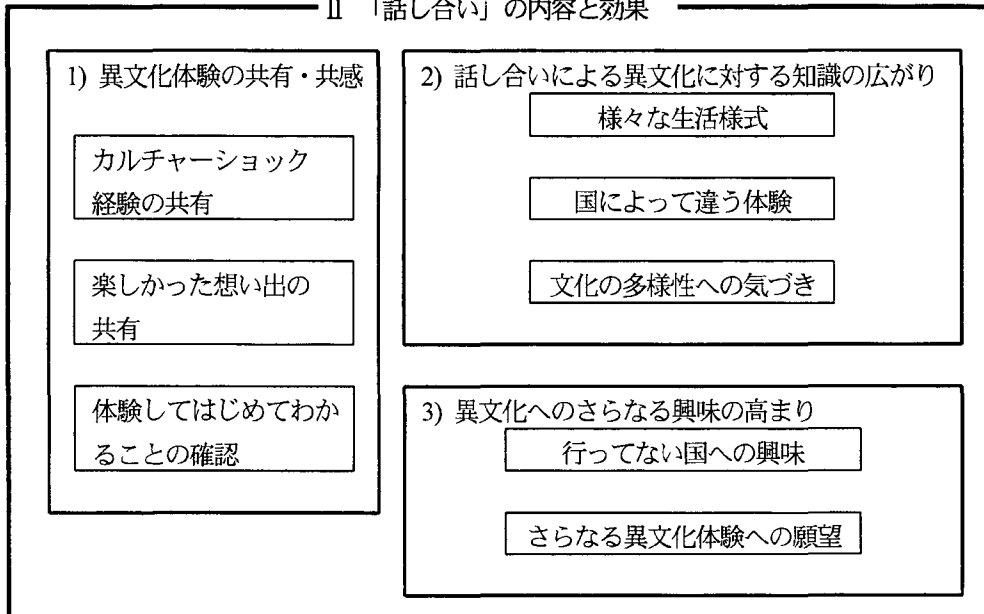 Ⅱ 「話し合い」の内容と効果
1) 異文化体験の共有・共感
カルチャーショック
経験の共有
楽しかった想い出の
共有
体験してはじめてわか
ることの確認
2) 話し合いによる異文化に対する知識の広がり
様々な生活様式
国によって違う体験
文化の多様性への気づき
3) 異文化へのさらなる興味の高まり
行ってない国への興味
さらなる異文化体験への願望